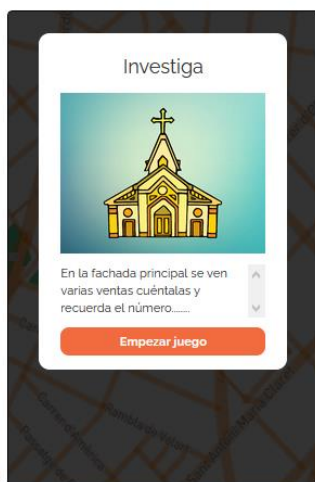 Investiga
En la fachada principal se ven
varias ventas cuéntalas y
recuerda el número........
Empezar juego